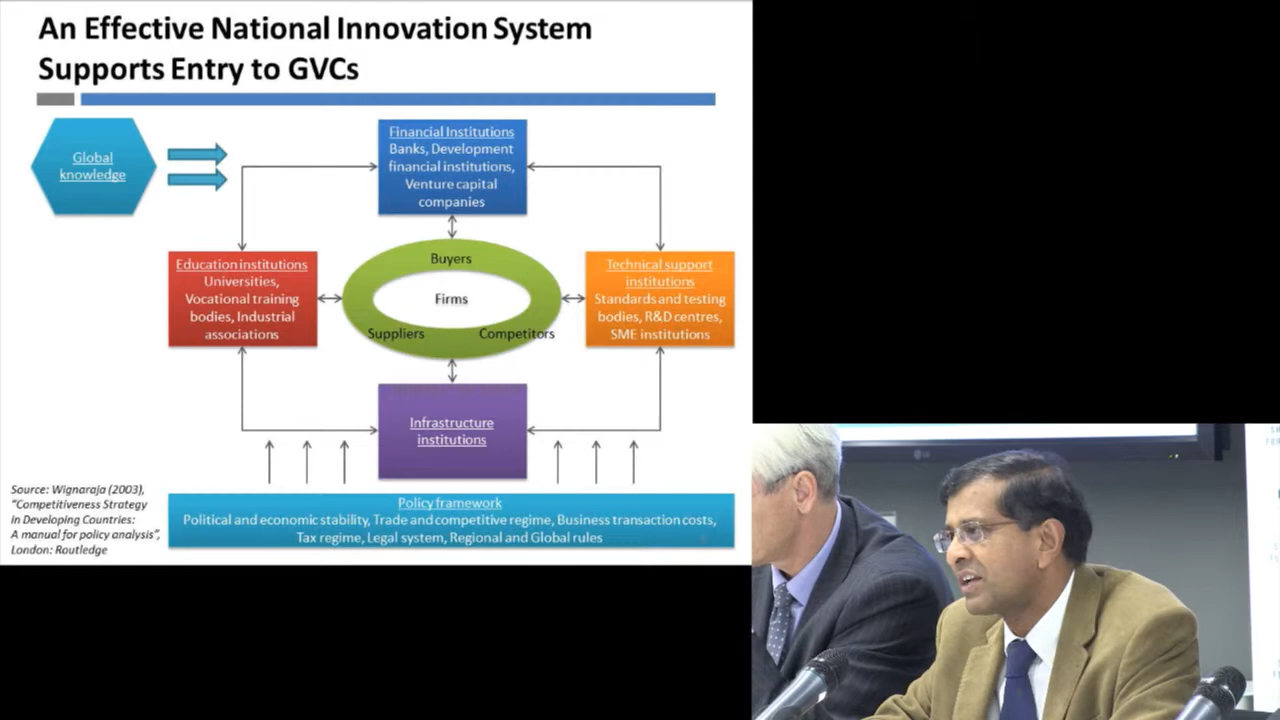 An Effective National Innovation System
Supports Entry to GVCs
Global
knowledge
Financial Institutions
Banks, Development
financial institutions,
Venture capital
companies
Education institutions
Universities,
Vocational training
bodies, Industrial
associations
Buyers
Firms
Suppliers
Competitors
Technical support
institutions
Standards and testing
bodies, R&D centres,
SME institutions
Infrastructure
institutions
Source: Wignaraja (2003),
"Competitiveness Strategy
in Developing Countries:
A manual for policy analysis",
London: Routledge
Policy framework
Political and economic stability, Trade and competitive regime, Business transaction costs,
Tax regime, Legal system, Regional and Global rules
LG